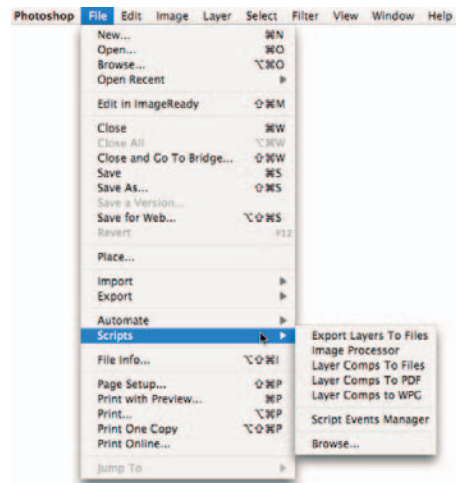 Photoshop File Edit Image Layer Select Filter View Window Help
New... ⌘N
Open... ⌘O
Browse... ⌥⌘O
Open Recent ▶
Edit in ImageReady ⇧⌘M
Close ⌘W
Close All ⌥⌘W
Close and Go To Bridge... ⇧⌘W
Save ⌘S
Save As... ⇧⌘S
Save a Version...
Save for Web... ⌥⇧⌘S
Revert F12
Place...
Import ▶
Export ▶
Automate ▶
Scripts ▶
File Info... ⌥⇧⌘I
Page Setup... ⇧⌘P
Print with Preview... ⌘P
Print... ⌥⌘P
Print One Copy ⌥⇧⌘P
Print Online...
Jump To ▶
Export Layers To Files
Image Processor
Layer Comps To Files
Layer Comps To PDF
Layer Comps to WPG
Script Events Manager
Browse...